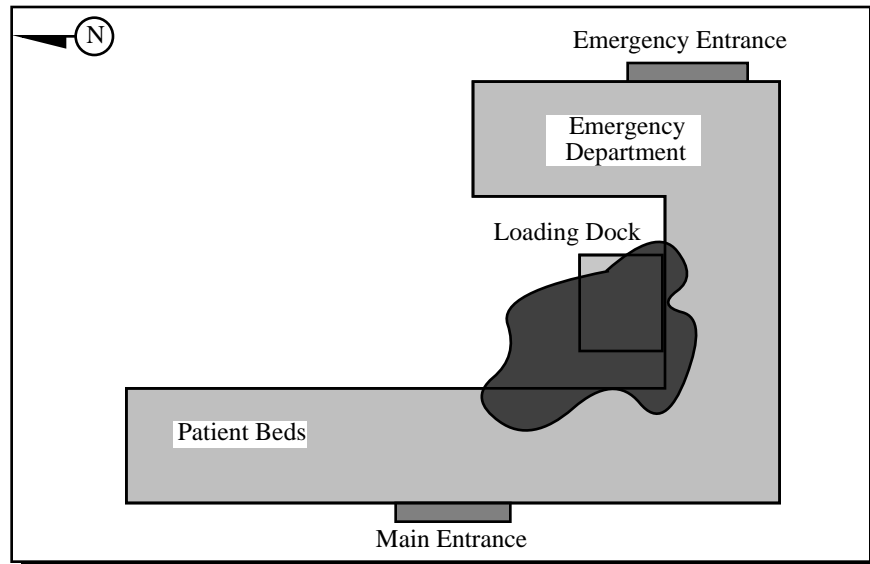 N
Emergency Entrance
Emergency
Department
Loading Dock
Patient Beds
Main Entrance